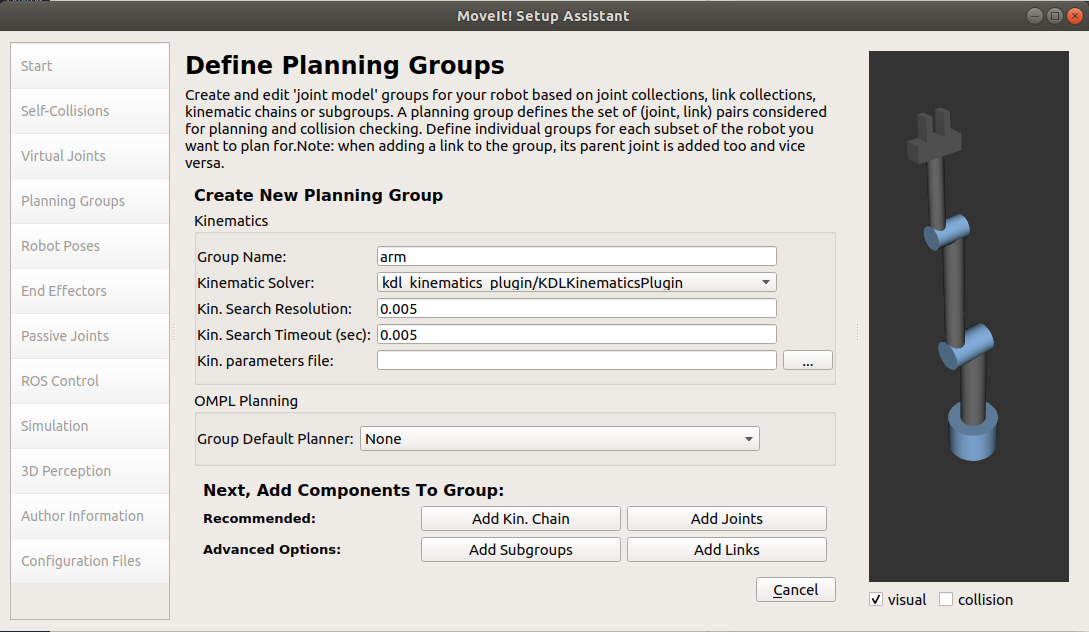 MoveIt! Setup Assistant
Start
Self-Collisions
Virtual Joints
Planning Groups
Robot Poses
End Effectors
Passive Joints
ROS Control
Simulation
3D Perception
Author Information
Configuration Files
Define Planning Groups
Create and edit 'joint model' groups for your robot based on joint collections, link collections,
kinematic chains or subgroups. A planning group defines the set of (joint, link) pairs considered
for planning and collision checking. Define individual groups for each subset of the robot you
want to plan for.Note: when adding a link to the group, its parent joint is added too and vice
versa.
Create New Planning Group
Kinematics
Group Name: arm
Kinematic Solver: kdl_kinematics_plugin/KDLKinematicsPlugin
Kin. Search Resolution: 0.005
Kin. Search Timeout (sec): 0.005
Kin. parameters file: ...
OMPL Planning
Group Default Planner: None
Next, Add Components To Group:
Recommended: Add Kin. Chain Add Joints
Advanced Options: Add Subgroups Add Links
Cancel
visual collision